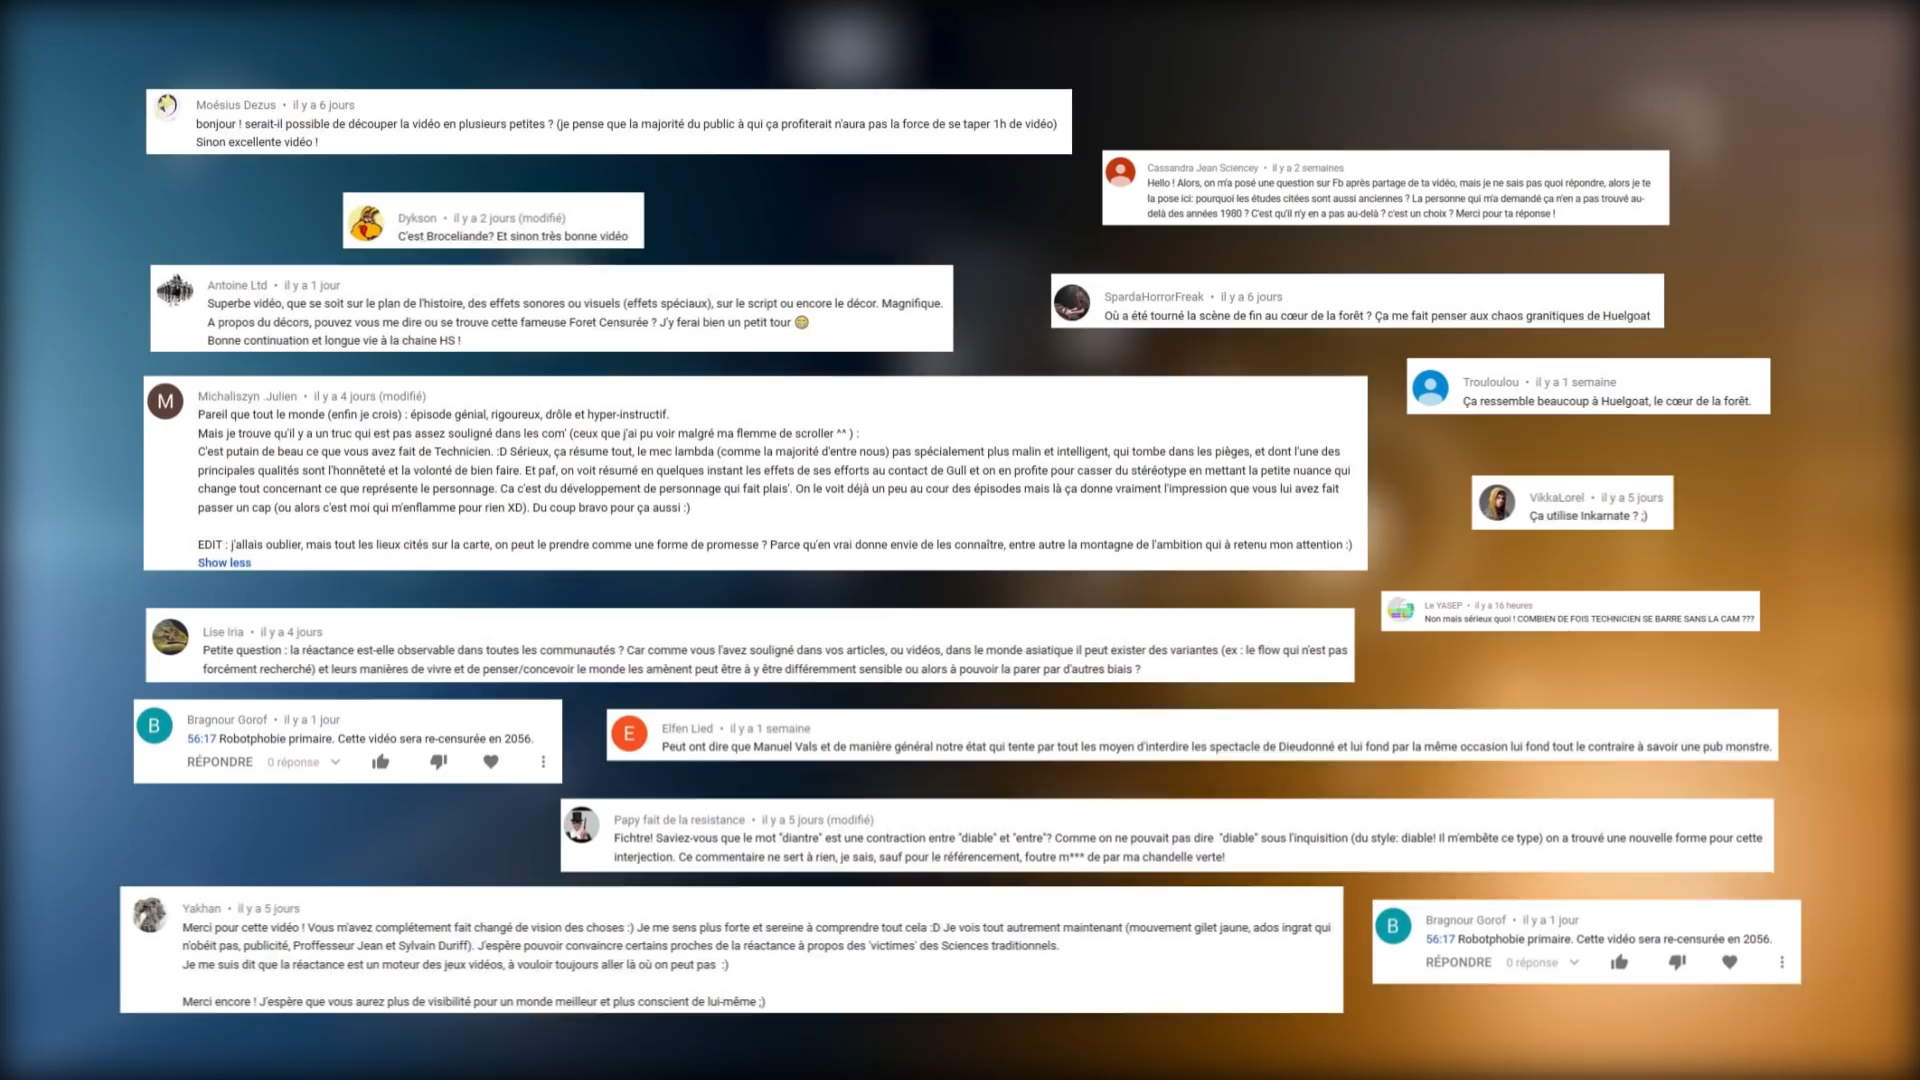 Moésius Dezus • il y a 6 jours
bonjour ! serait-il possible de découper la vidéo en plusieurs petites ? (je pense que la majorité du public à qui ça profiterait n'aura pas la force de se taper 1h de vidéo)
Sinon excellente vidéo !
Cassandra Jean Sciencey • il y a 2 semaines
Hello ! Alors, on m'a posé une question sur Fb après partage de ta vidéo, mais je ne sais pas quoi répondre, alors je te
la pose ici: pourquoi les études citées sont aussi anciennes ? La personne qui m'a demandé ça n'en a pas trouvé au-
delà des années 1980 ? C'est qu'il n'y en a pas au-delà ? c'est un choix ? Merci pour ta réponse !
Dykson • il y a 2 jours (modifié)
C'est Broceliande? Et sinon très bonne vidéo
Antoine Ltd • il y a 1 jour
Superbe vidéo, que se soit sur le plan de l'histoire, des effets sonores ou visuels (effets spéciaux), sur le script ou encore le décor. Magnifique.
A propos du décors, pouvez vous me dire ou se trouve cette fameuse Foret Censurée ? J'y ferai bien un petit tour 😁
Bonne continuation et longue vie à la chaine HS !
SpardaHorrorFreak • il y a 6 jours
Où a été tourné la scène de fin au cœur de la forêt ? Ça me fait penser aux chaos granitiques de Huelgoat
Trouloulou • il y a 1 semaine
Ça ressemble beaucoup à Huelgoat, le cœur de la forêt.
M
Michaliszyn .Julien • il y a 4 jours (modifié)
Pareil que tout le monde (enfin je crois) : épisode génial, rigoureux, drôle et hyper-instructif.
Mais je trouve qu'il y a un truc qui est pas assez souligné dans les com' (ceux que j'ai pu voir malgré ma flemme de scroller ^^ ) :
C'est putain de beau ce que vous avez fait de Technicien. :D Sérieux, ça résume tout, le mec lambda (comme la majorité d'entre nous) pas spécialement plus malin et intelligent, qui tombe dans les pièges, et dont l'une des
principales qualités sont l'honnêteté et la volonté de bien faire. Et paf, on voit résumé en quelques instant les effets de ses efforts au contact de Gull et on en profite pour casser du stéréotype en mettant la petite nuance qui
change tout concernant ce que représente le personnage. Ca c'est du développement de personnage qui fait plais'. On le voit déjà un peu au cour des épisodes mais là ça donne vraiment l'impression que vous lui avez fait
passer un cap (ou alors c'est moi qui m'enflamme pour rien XD). Du coup bravo pour ça aussi :)
EDIT : j'allais oublier, mais tout les lieux cités sur la carte, on peut le prendre comme une forme de promesse ? Parce qu'en vrai donne envie de les connaître, entre autre la montagne de l'ambition qui à retenu mon attention :)
Show less
VikkaLorel • il y a 5 jours
Ça utilise Inkarnate ? ;)
Le YASEP • il y a 16 heures
Non mais sérieux quoi ! COMBIEN DE FOIS TECHNICIEN SE BARRE SANS LA CAM ???
Lise Iria • il y a 4 jours
Petite question : la réactance est-elle observable dans toutes les communautés ? Car comme vous l'avez souligné dans vos articles, ou vidéos, dans le monde asiatique il peut exister des variantes (ex : le flow qui n'est pas
forcément recherché) et leurs manières de vivre et de penser/concevoir le monde les amènent peut être à y être différemment sensible ou alors à pouvoir la parer par d'autres biais ?
B
Bragnour Gorof • il y a 1 jour
56:17 Robotphobie primaire. Cette vidéo sera re-censurée en 2056.
RÉPONDRE 0 réponse
E
Elfen Lied • il y a 1 semaine
Peut ont dire que Manuel Vals et de manière général notre état qui tente par tout les moyen d'interdire les spectacle de Dieudonné et lui fond par la même occasion lui fond tout le contraire à savoir une pub monstre.
Papy fait de la resistance • il y a 5 jours (modifié)
Fichtre! Saviez-vous que le mot "diantre" est une contraction entre "diable" et "entre"? Comme on ne pouvait pas dire "diable" sous l'inquisition (du style: diable! Il m'embête ce type) on a trouvé une nouvelle forme pour cette
interjection. Ce commentaire ne sert à rien, je sais, sauf pour le référencement, foutre m*** de par ma chandelle verte!
Yakhan • il y a 5 jours
Merci pour cette vidéo ! Vous m'avez complétement fait changé de vision des choses :) Je me sens plus forte et sereine à comprendre tout cela :D Je vois tout autrement maintenant (mouvement gilet jaune, ados ingrat qui
n'obéit pas, publicité, Proffesseur Jean et Sylvain Duriff). J'espère pouvoir convaincre certains proches de la réactance à propos des 'victimes' des Sciences traditionnels.
Je me suis dit que la réactance est un moteur des jeux vidéos, à vouloir toujours aller là où on peut pas :)
Merci encore ! J'espère que vous aurez plus de visibilité pour un monde meilleur et plus conscient de lui-même ;)
B
Bragnour Gorof • il y a 1 jour
56:17 Robotphobie primaire. Cette vidéo sera re-censurée en 2056.
RÉPONDRE 0 réponse